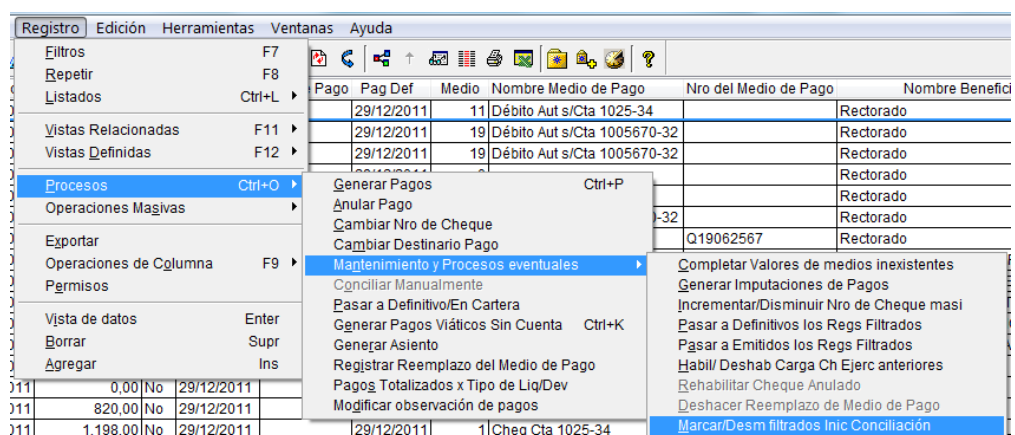 Registro Edición Herramientas Ventanas Ayuda
Filtros F7
Repetir F8
Listados Ctrl+L
Vistas Relacionadas F11
Vistas Definidas F12
Procesos Ctrl+O
Operaciones Masivas
Exportar
Operaciones de Columna F9
Permisos
Vista de datos Enter
Borrar Supr
Agregar Ins
Pago Pag Def Medio Nombre Medio de Pago Nro del Medio de Pago Nombre Benefici
29/12/2011 11 Débito Aut s/Cta 1025-34 Rectorado
29/12/2011 19 Débito Aut s/Cta 1005670-32 Rectorado
29/12/2011 19 Débito Aut s/Cta 1005670-32 Rectorado
Rectorado
Rectorado
0-32 Rectorado
Q19062567 Rectorado
Generar Pagos Ctrl+P
Anular Pago
Cambiar Nro de Cheque
Cambiar Destinario Pago
Mantenimiento y Procesos eventuales
Conciliar Manualmente
Pasar a Definitivo/En Cartera
Generar Pagos Viáticos Sin Cuenta Ctrl+K
Generar Asiento
Registrar Reemplazo del Medio de Pago
Pagos Totalizados x Tipo de Liq/Dev
Modificar observación de pagos
Completar Valores de medios inexistentes
Generar Imputaciones de Pagos
Incrementar/Disminuir Nro de Cheque masi
Pasar a Definitivos los Regs Filtrados
Pasar a Emitidos los Regs Filtrados
Habil/ Deshab Carga Ch Ejerc anteriores
Rehabilitar Cheque Anulado
Deshacer Reemplazo de Medio de Pago
Marcar/Desm filtrados Inic Conciliación
011 0,00 No 29/12/2011
011 820,00 No 29/12/2011
011 1.198,00 No 29/12/2011 29/12/2011 1 Cheq Cta 1025-34